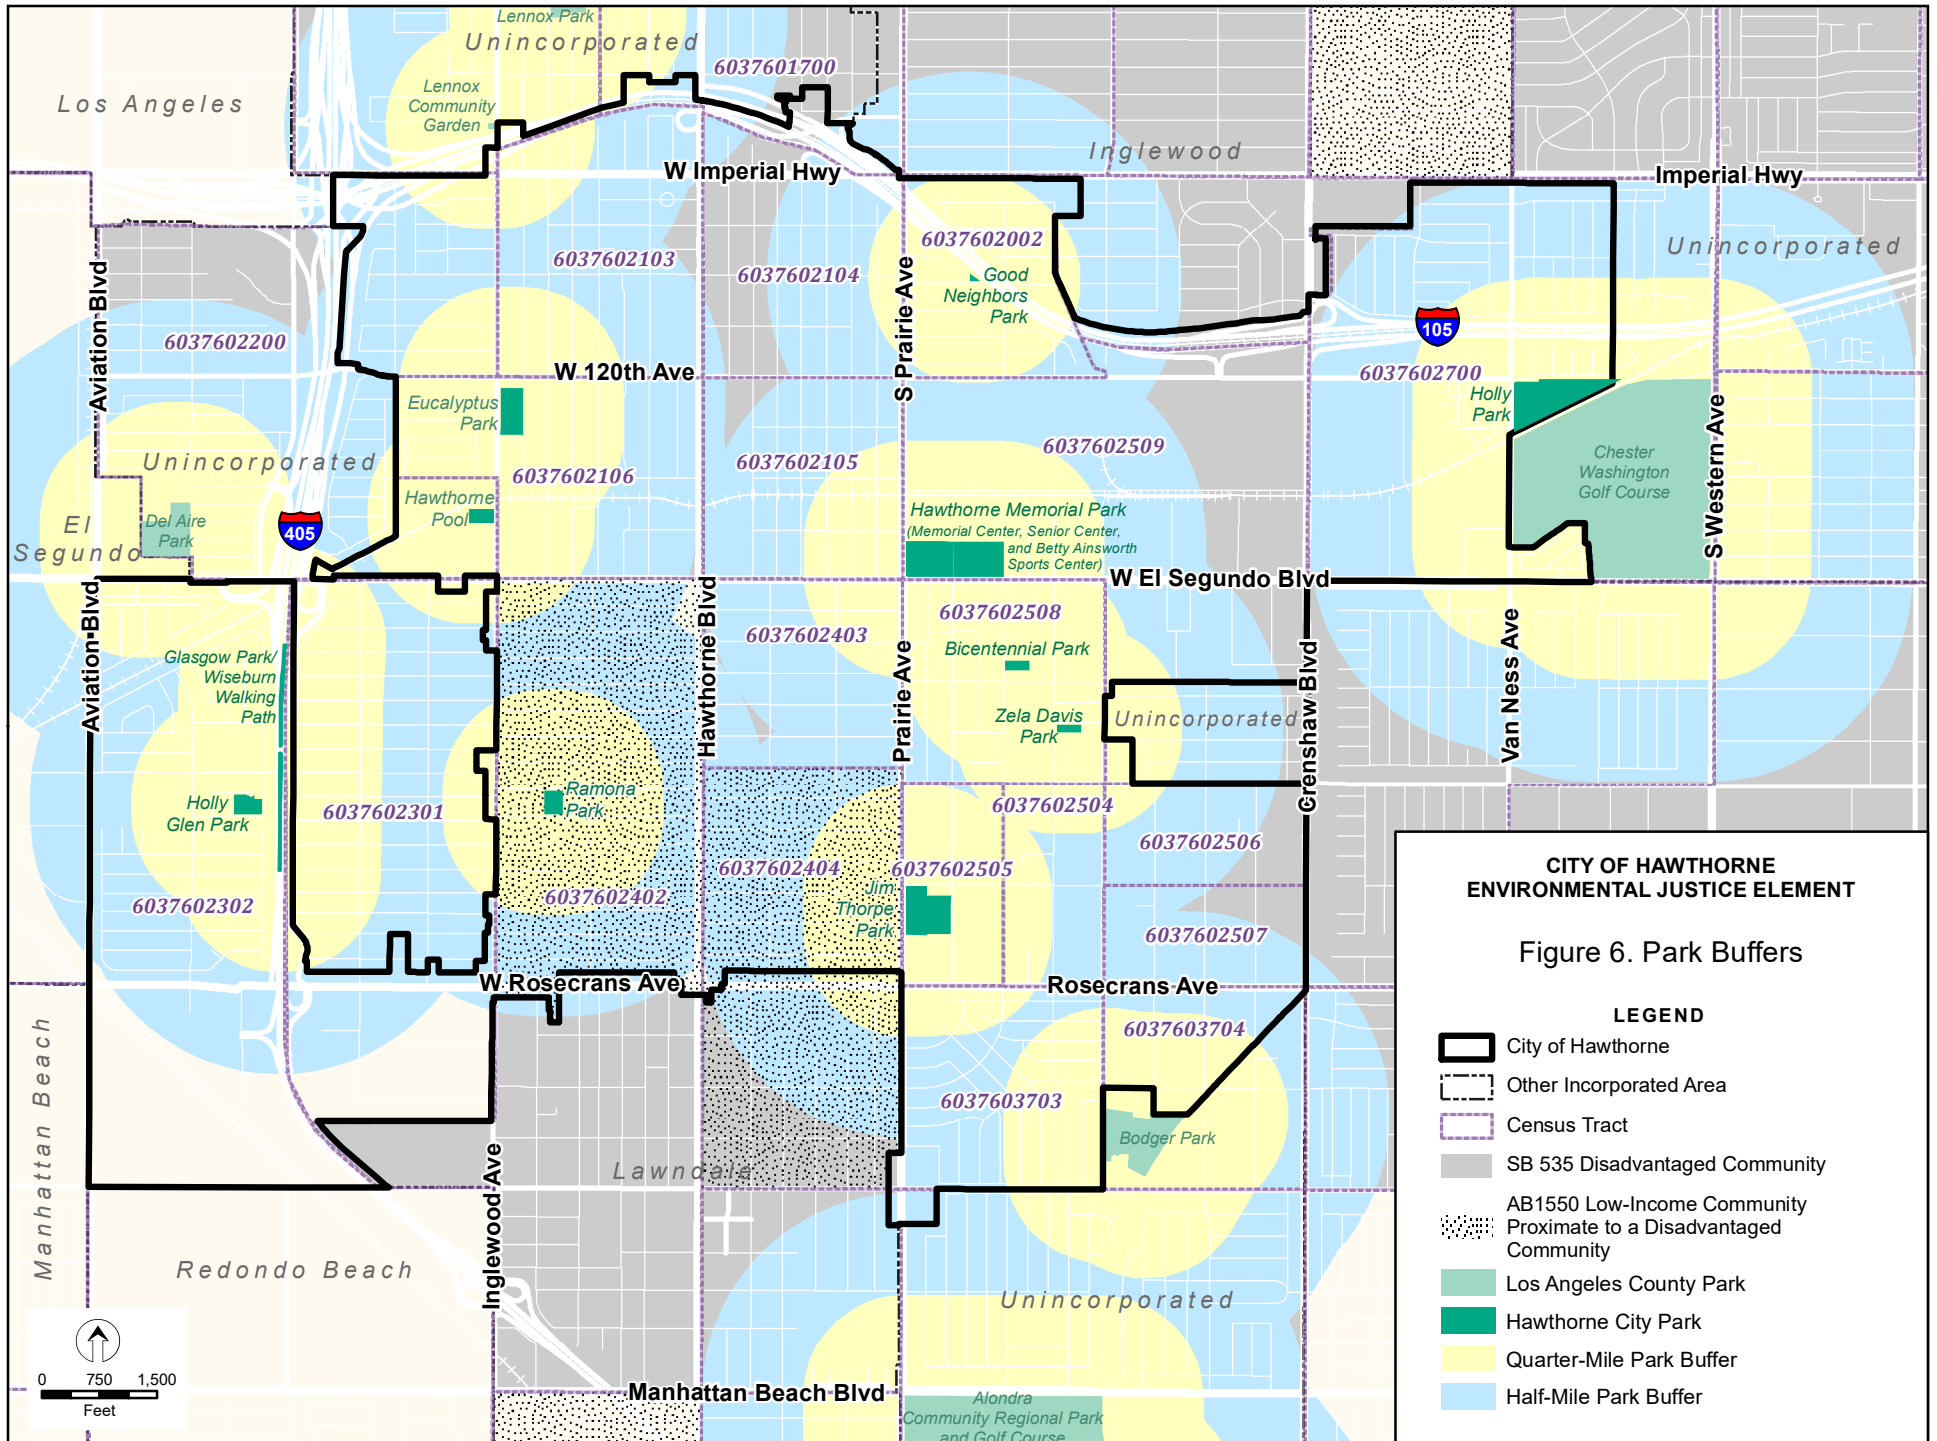 Lennox Park
Unincorporated
6037601700
Los Angeles
Lennox
Community
Garden
Inglewood
W Imperial Hwy
Imperial Hwy
6037602002
Unincorporated
6037602103
6037602104
Good
Neighbors
Park
Aviation Blvd
S Prairie Ave
105
6037602200
W 120th Ave
6037602700
Holly
Park
Eucalyptus
Park
6037602509
Unincorporated
6037602105
6037602106
Chester
Washington
Golf Course
S Western Ave
Hawthorne
Pool
Hawthorne Memorial Park
(Memorial Center, Senior Center,
and Betty Ainsworth
Sports Center)
El
Segundo
Del Aire
Park
405
W El Segundo Blvd
6037602508
6037602403
Hawthorne Blvd
Aviation Blvd
Prairie Ave
Crenshaw Blvd
Van Ness Ave
Bicentennial Park
Glasgow Park/
Wiseburn
Walking
Path
Zela Davis
Park
Unincorporated
Ramona
Park
Holly
Glen Park
6037602301
6037602504
6037602506
6037602404
6037602505
6037602402
6037602302
Jim
Thorpe
Park
6037602507
W Rosecrans Ave
Rosecrans Ave
6037603704
Manhattan Beach
6037603703
Bodger Park
Inglewood Ave
Lawndale
Redondo Beach
Unincorporated
Manhattan Beach Blvd
Alondra
Community Regional Park
and Golf Course
0 750 1,500
Feet
CITY OF HAWTHORNE
ENVIRONMENTAL JUSTICE ELEMENT
Figure 6. Park Buffers
LEGEND
City of Hawthorne
Other Incorporated Area
Census Tract
SB 535 Disadvantaged Community
AB1550 Low-Income Community
Proximate to a Disadvantaged
Community
Los Angeles County Park
Hawthorne City Park
Quarter-Mile Park Buffer
Half-Mile Park Buffer